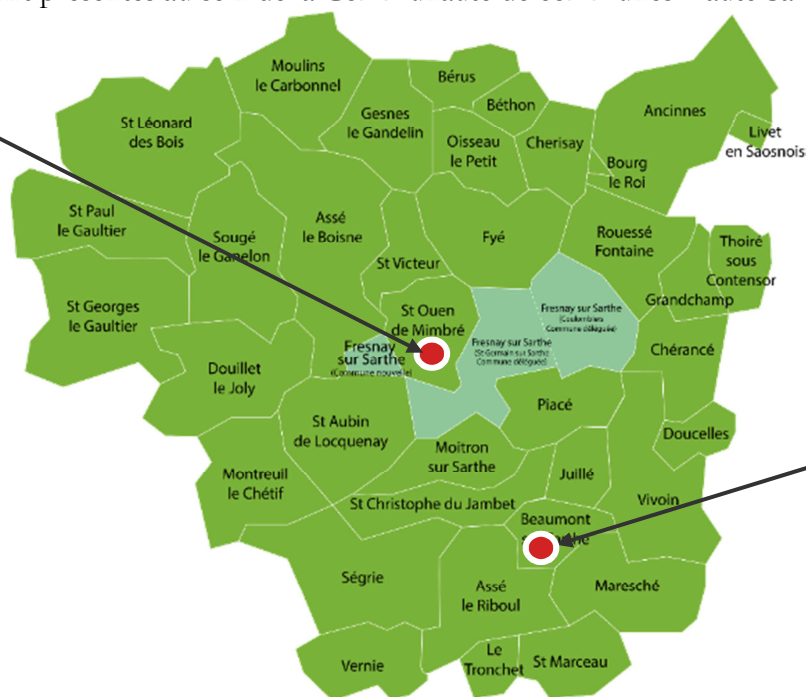 Moulins
le Carbonnel
Bérus
Béthon
Ancinnes
St Léonard
des Bois
Gesnes
le Gandelin
Oisseau
le Petit
Cherisay
Livet
en Saosnois
Bourg
le Roi
St Paul
le Gaultier
Sougé
le Ganelon
Assé
le Boisne
Fyé
Rouessé
Fontaine
Thoiré
sous
Contensor
St Victeur
Grandchamp
St Georges
le Gaultier
St Ouen
de Mimbré
Fresnay sur Sarthe
(Coulombiers
Commune déléguée)
Fresnay
sur Sarthe
(Commune nouvelle)
Fresnay sur Sarthe
(St Germain sur Sarthe
Commune déléguée)
Chérancé
Douillet
le Joly
Piacé
St Aubin
de Locquenay
Doucelles
Moitron
sur Sarthe
Juillé
Montreuil
le Chétif
St Christophe du Jambet
Vivoin
Beaumont
Ségrie
Assé
le Riboul
Maresché
Vernie
Le
Tronchet
St Marceau